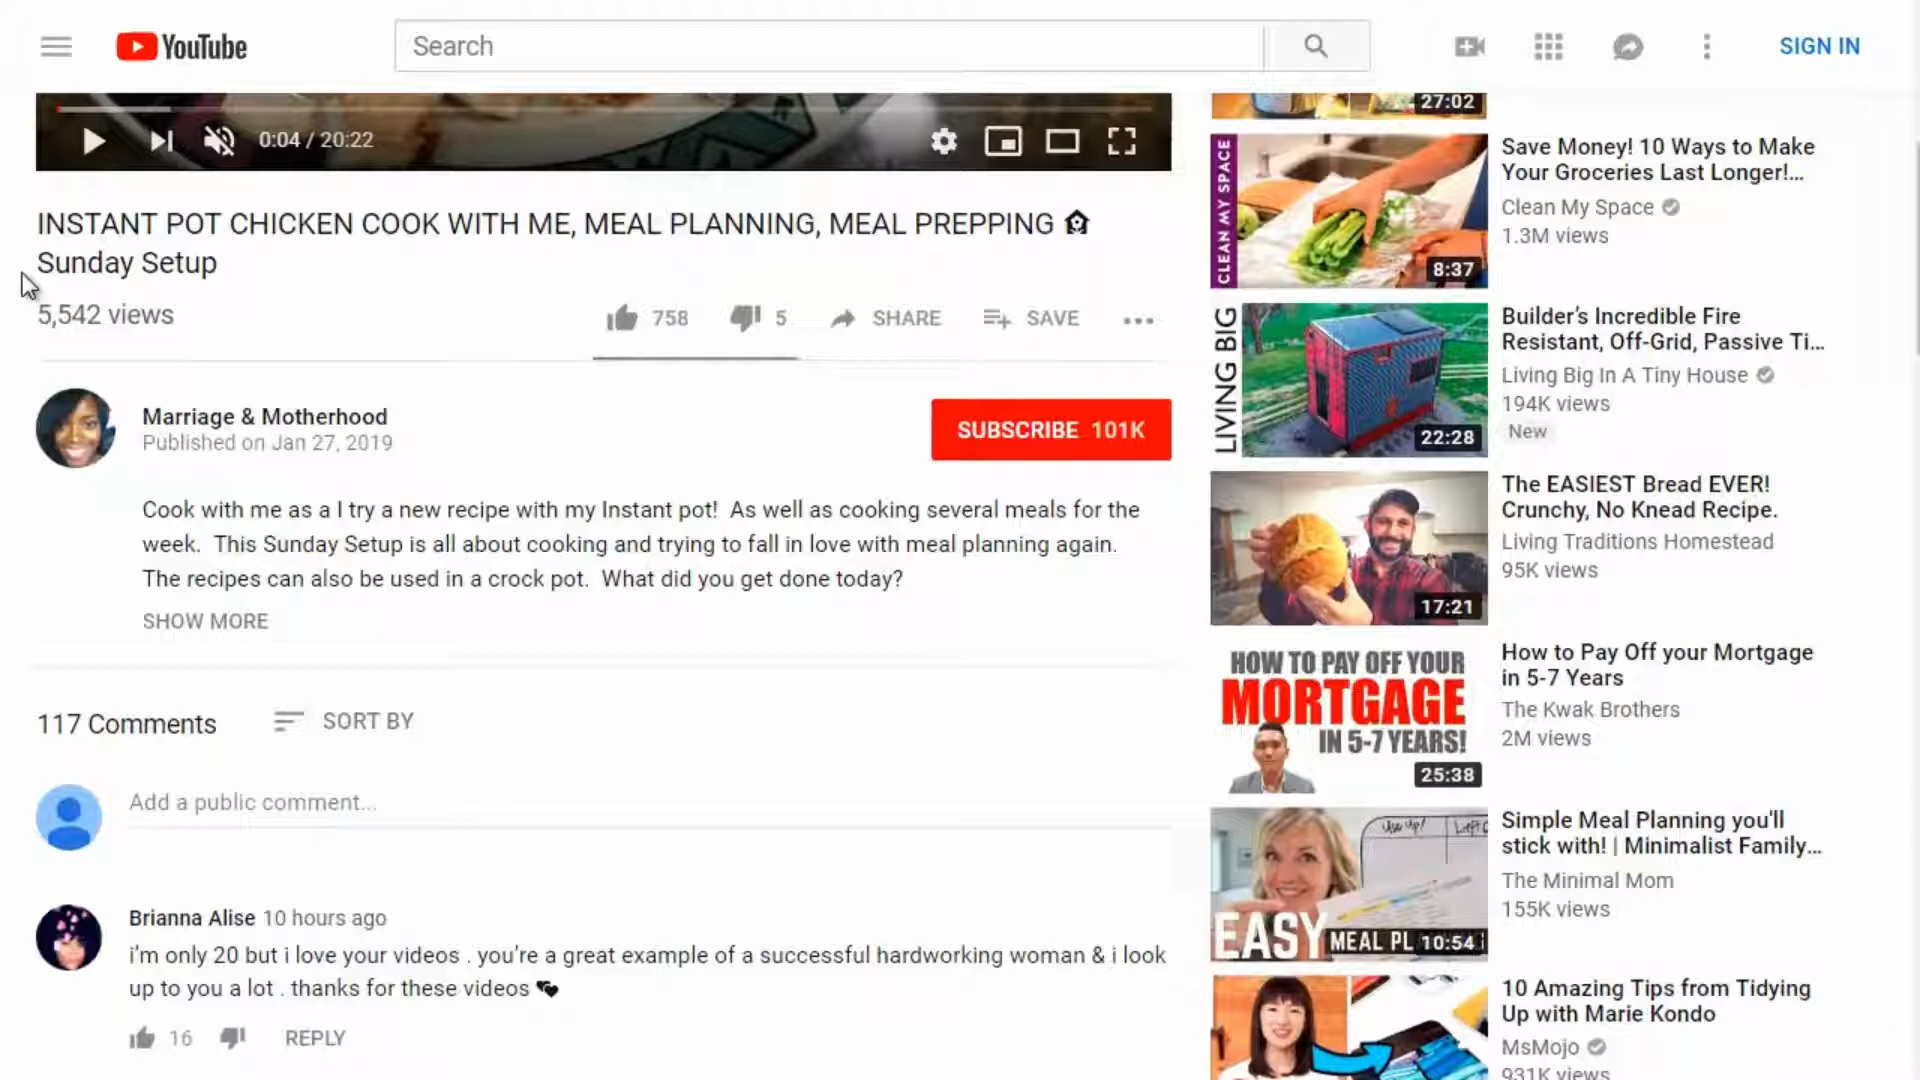 YouTube
Search
SIGN IN
0:04 / 20:22
INSTANT POT CHICKEN COOK WITH ME, MEAL PLANNING, MEAL PREPPING
Sunday Setup
5,542 views
758
5
SHARE
SAVE
Marriage & Motherhood
Published on Jan 27, 2019
SUBSCRIBE 101K
Cook with me as a I try a new recipe with my Instant pot! As well as cooking several meals for the
week. This Sunday Setup is all about cooking and trying to fall in love with meal planning again.
The recipes can also be used in a crock pot. What did you get done today?
SHOW MORE
117 Comments
SORT BY
Add a public comment...
Brianna Alise 10 hours ago
i'm only 20 but i love your videos . you're a great example of a successful hardworking woman & i look
up to you a lot . thanks for these videos
16
REPLY
27:02
CLEAN MY SPACE
8:37
Save Money! 10 Ways to Make
Your Groceries Last Longer!...
Clean My Space
1.3M views
LIVING BIG
22:28
Builder's Incredible Fire
Resistant, Off-Grid, Passive Ti...
Living Big In A Tiny House
194K views
New
17:21
The EASIEST Bread EVER!
Crunchy, No Knead Recipe.
Living Traditions Homestead
95K views
HOW TO PAY OFF YOUR
MORTGAGE
IN 5-7 YEARS!
25:38
How to Pay Off your Mortgage
in 5-7 Years
The Kwak Brothers
2M views
Use Up!
EASY MEAL PL
10:54
Simple Meal Planning you'll
stick with! | Minimalist Family...
The Minimal Mom
155K views
10 Amazing Tips from Tidying
Up with Marie Kondo
MsMojo
931K views